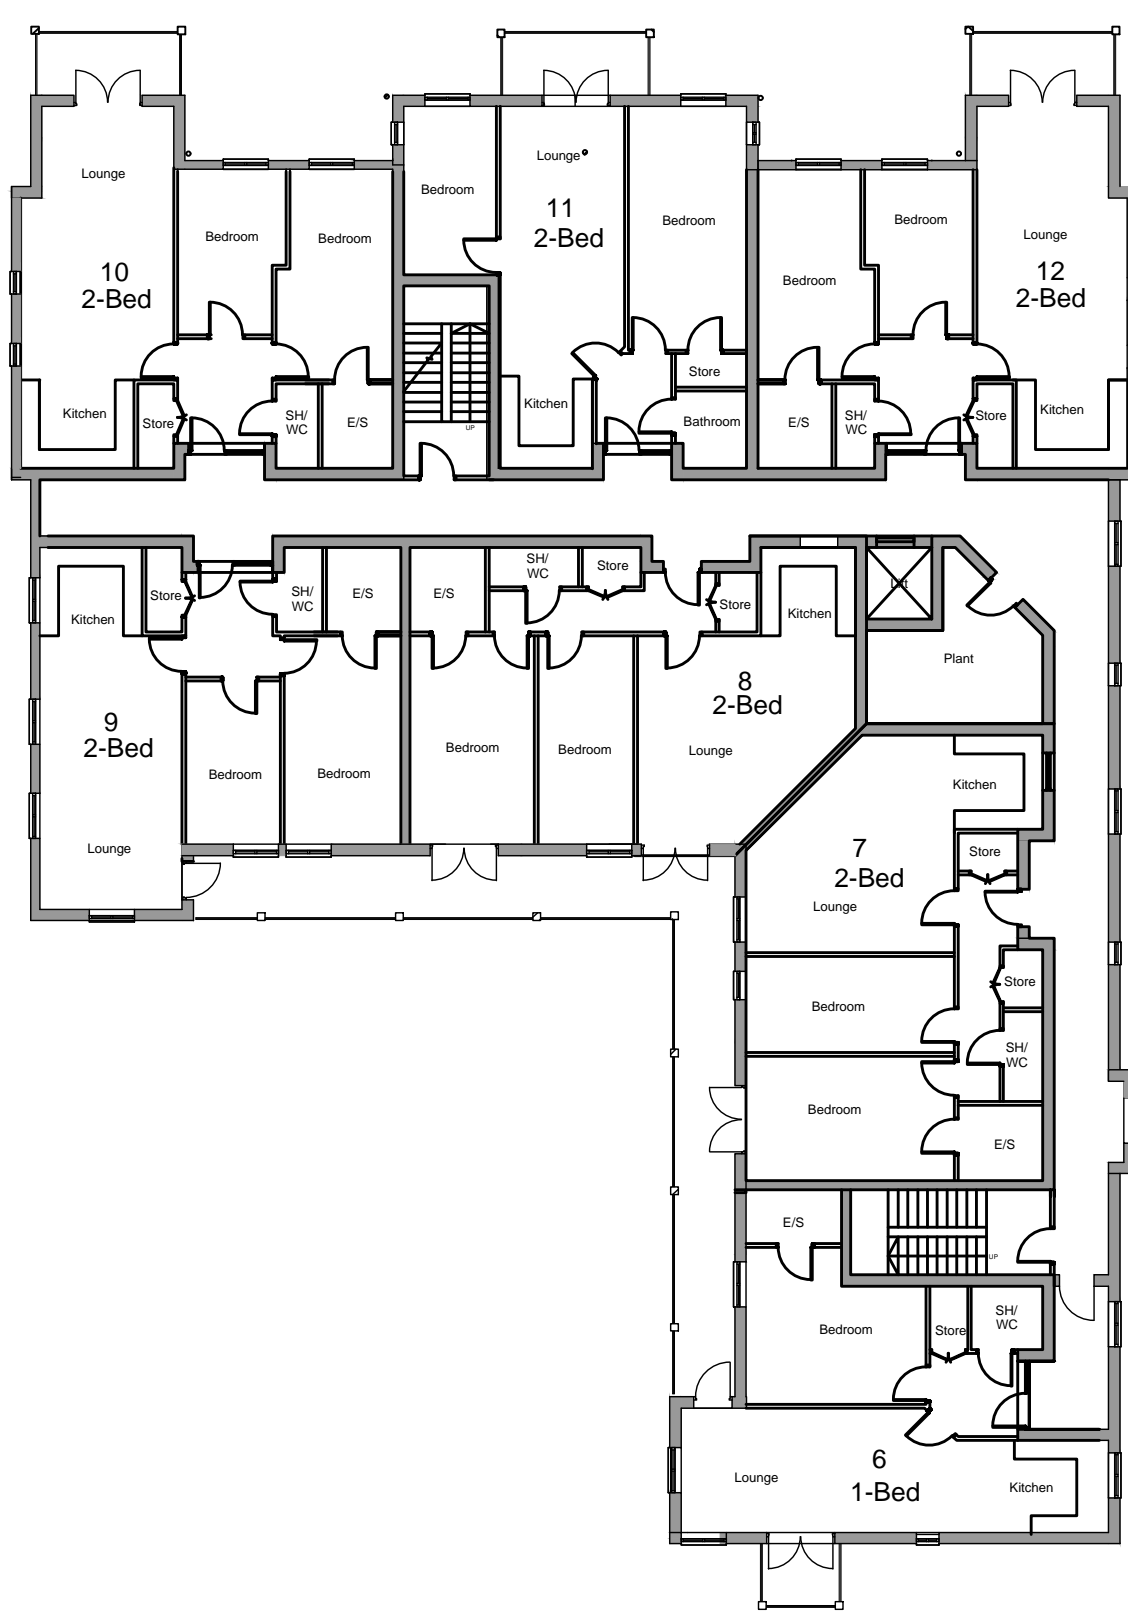 Lounge
Bedroom
Bedroom
10
2-Bed
Kitchen
Store
SH/
WC
E/S
UP
Bedroom
Lounge
11
2-Bed
Bedroom
Kitchen
Store
Bathroom
Bedroom
Bedroom
Lounge
12
2-Bed
E/S
SH/
WC
Store
Kitchen
Kitchen
Store
SH/
WC
E/S
9
2-Bed
Bedroom
Bedroom
Lounge
E/S
SH/
WC
Store
Store
Kitchen
8
2-Bed
Bedroom
Bedroom
Lounge
Lift
Plant
Kitchen
7
2-Bed
Store
Lounge
Store
Bedroom
SH/
WC
Bedroom
E/S
E/S
UP
Bedroom
Store
SH/
WC
6
1-Bed
Lounge
Kitchen